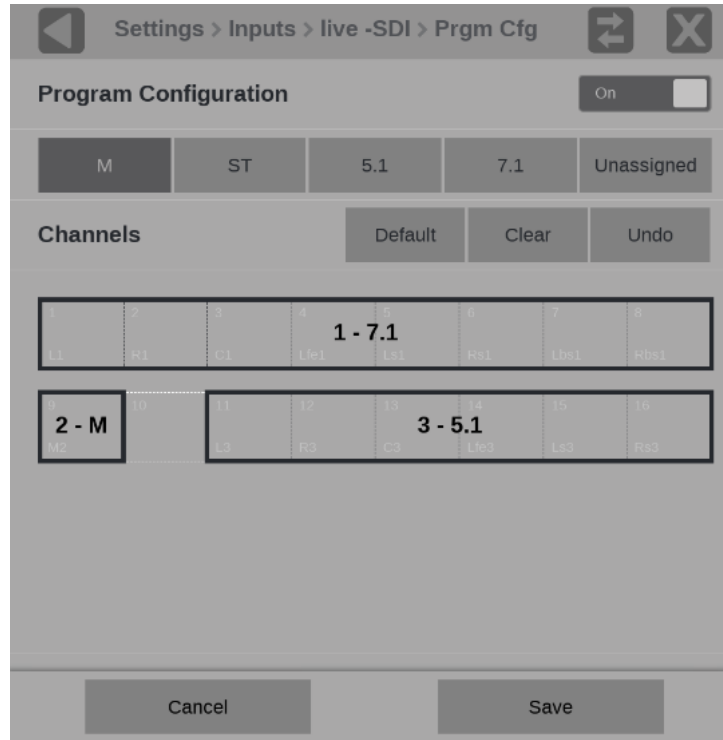 Settings > Inputs > live -SDI > Prgm Cfg
Program Configuration On
M ST 5.1 7.1 Unassigned
Channels Default Clear Undo
1 2 3 4 5 6 7 8
1 - 7.1
L1 R1 C1 Lfe1 Ls1 Rs1 Lbs1 Rbs1
9 10 11 12 13 14 15 16
2 - M 3 - 5.1
M2 L3 R3 C3 Lfe3 Ls3 Rs3
Cancel Save